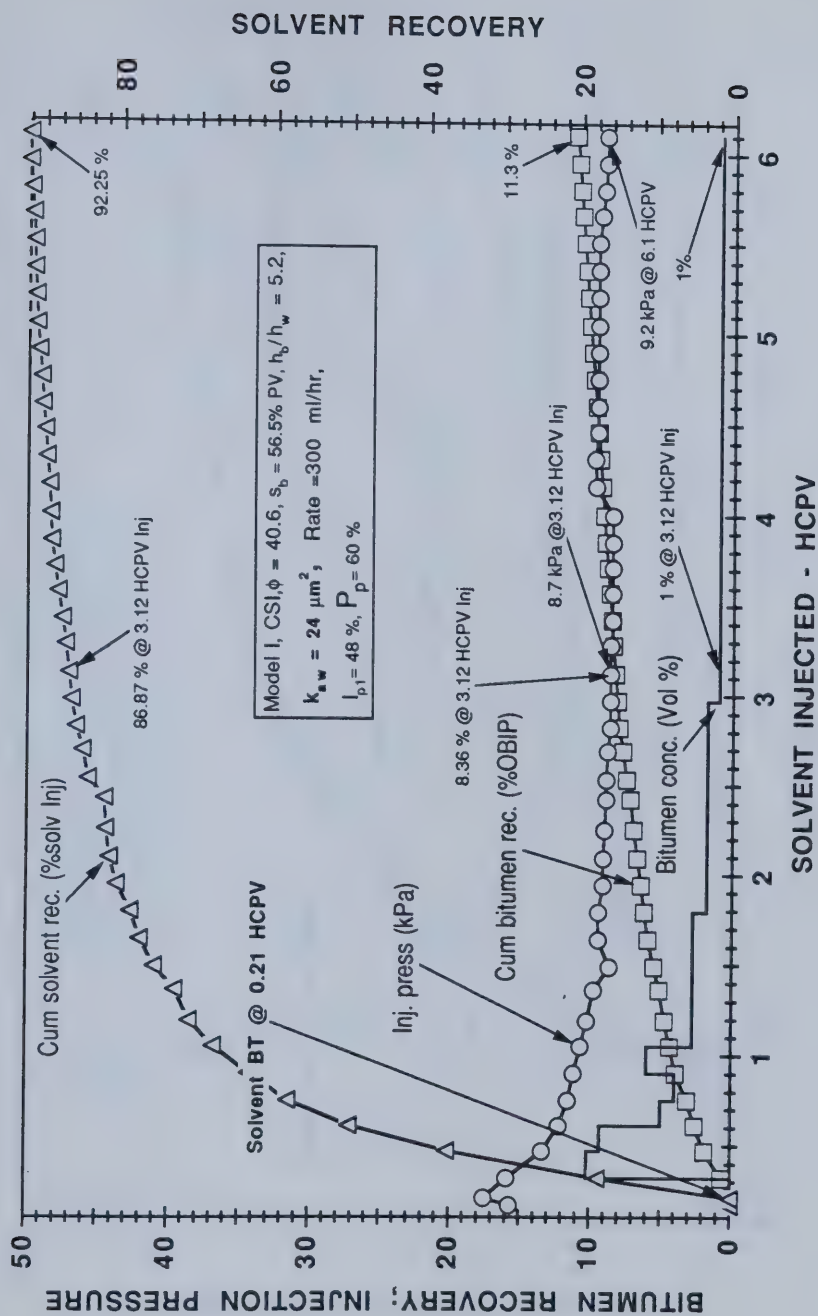 SOLVENT RECOVERY
80
60
40
20
0
92.25 %
11.3 %
Model I, CSI,ϕ = 40.6, s_b = 56.5% PV, h_b/h_w = 5.2,
k_aw = 24 μm², Rate =300 ml/hr,
I_p1= 48 %, P_p= 60 %
86.87 % @ 3.12 HCPV Inj
9.2 kPa @ 6.1 HCPV
1%
8.7 kPa @3.12 HCPV Inj
1 % @ 3.12 HCPV Inj
8.36 % @ 3.12 HCPV Inj
Cum solvent rec. (%solv Inj)
Bitumen conc. (Vol %)
Cum bitumen rec. (%OBIP)
Inj. press (kPa)
Solvent BT @ 0.21 HCPV
50
40
30
20
10
0
BITUMEN RECOVERY; INJECTION PRESSURE
1
2
3
4
5
6
SOLVENT INJECTED - HCPV